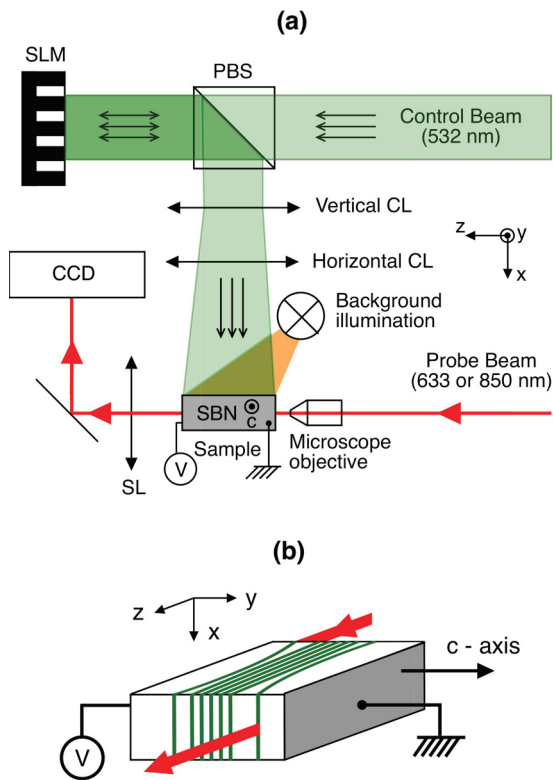 (a)
SLM
PBS
Control Beam
(532 nm)
Vertical CL
z
y
x
CCD
Horizontal CL
Background
illumination
Probe Beam
(633 or 850 nm)
SBN
c
V
Sample
Microscope
objective
SL
(b)
z
y
x
c - axis
V